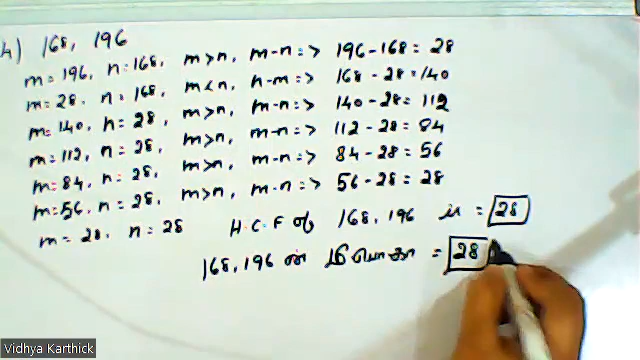 h) 168, 196
m = 196, n = 168, m>n, m-n => 196-168 = 28
m = 28, n = 168, m<n, n-m => 168 - 28 = 140
m = 140, n = 28, m>n, m-n => 140 - 28 = 112
m = 112, n = 28, m>n, m-n => 112 - 28 = 84
m = 84, n = 28, m>n, m-n => 84 - 28 = 56
m = 56, n = 28, m>n, m-n => 56 - 28 = 28
m = 28, n = 28 H.C.F of 168, 196 is = 28
168, 196 ன் மீபொகா = 28
Vidhya Karthick